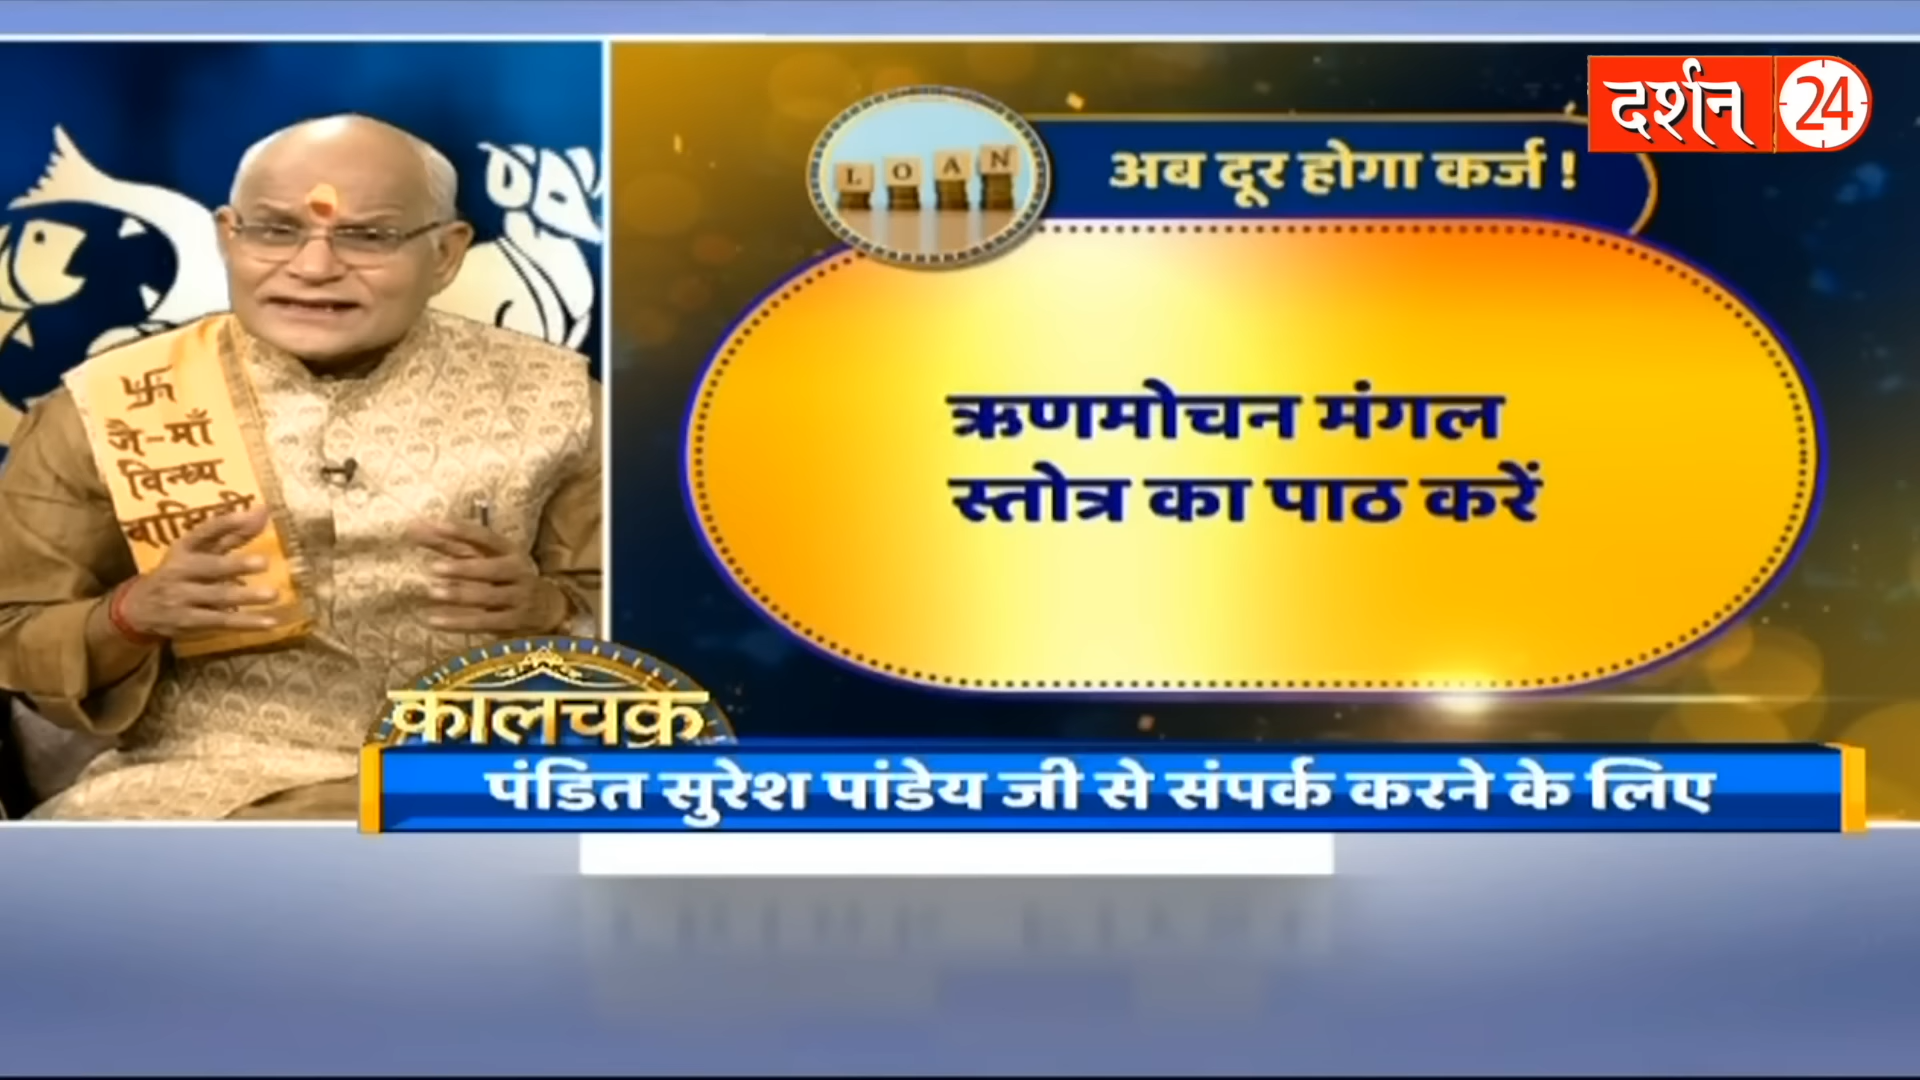 दर्शन 24
LOAN
अब दूर होगा कर्ज !
ऋणमोचन मंगल
स्तोत्र का पाठ करें
जै-माँ
विन्ध्य
वासिनी
कालचक्र
पंडित सुरेश पांडेय जी से संपर्क करने के लिए